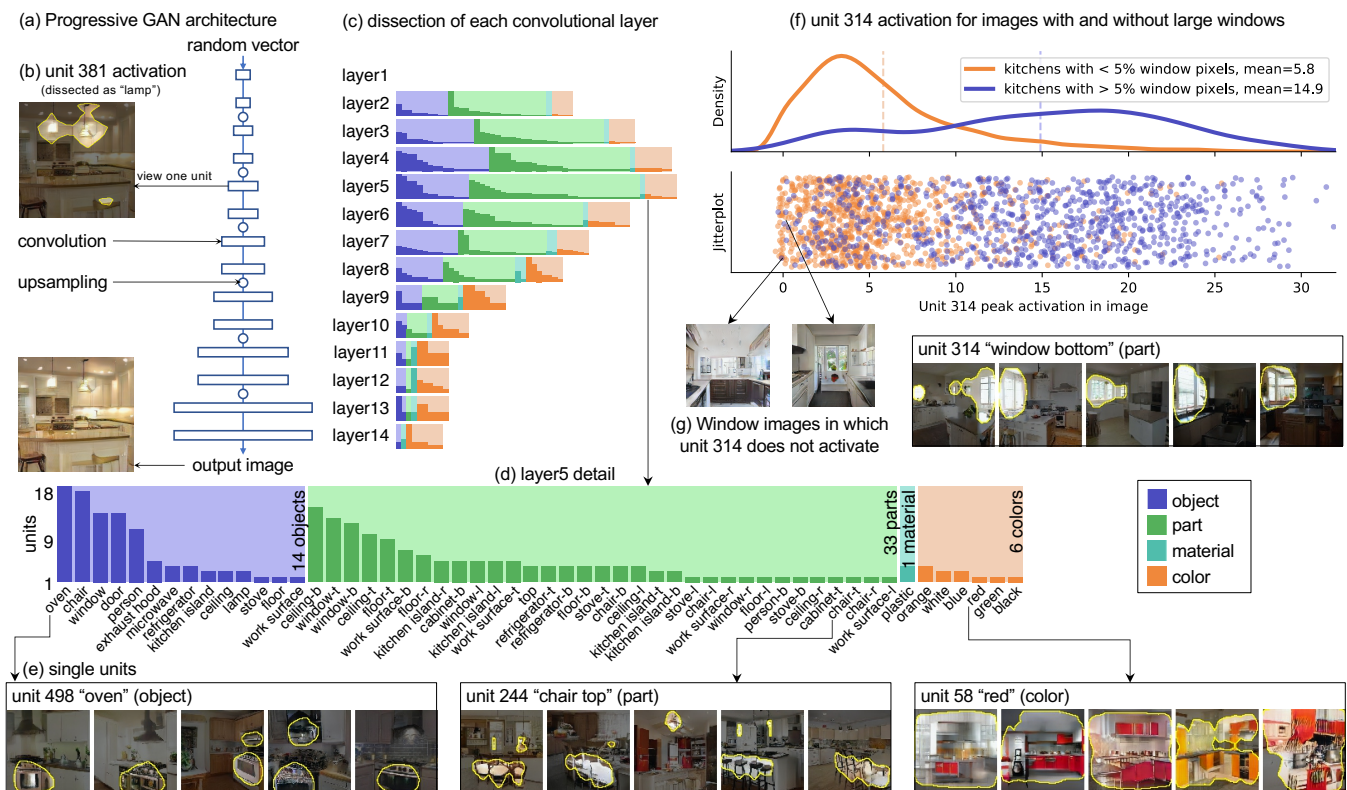 (a) Progressive GAN architecture
random vector
(b) unit 381 activation
(dissected as "lamp")
view one unit
convolution
upsampling
output image
(c) dissection of each convolutional layer
layer1
layer2
layer3
layer4
layer5
layer6
layer7
layer8
layer9
layer10
layer11
layer12
layer13
layer14
(f) unit 314 activation for images with and without large windows
Density
kitchens with < 5% window pixels, mean=5.8
kitchens with > 5% window pixels, mean=14.9
Jitterplot
0 5 10 15 20 25 30
Unit 314 peak activation in image
(g) Window images in which
unit 314 does not activate
unit 314 "window bottom" (part)
(d) layer5 detail
units
18
9
1
14 objects
33 parts
1 material
6 colors
oven
chair
window
door
person
exhaust hood
microwave
refrigerator
kitchen island
ceiling
lamp
stove
floor
work surface
ceiling-b
window-t
window-b
ceiling-t
floor-t
work surface-b
floor-r
kitchen island-r
cabinet-b
window-l
kitchen island-l
work surface-t
top
refrigerator-t
refrigerator-b
floor-b
stove-t
chair-b
ceiling-l
kitchen island-t
kitchen island-b
stove-l
chair-l
work surface-r
window-r
floor-l
person-b
stove-b
ceiling-r
cabinet-t
chair-t
chair-r
work surface-l
plastic
orange
white
blue
red
green
black
object
part
material
color
(e) single units
unit 498 "oven" (object)
unit 244 "chair top" (part)
unit 58 "red" (color)